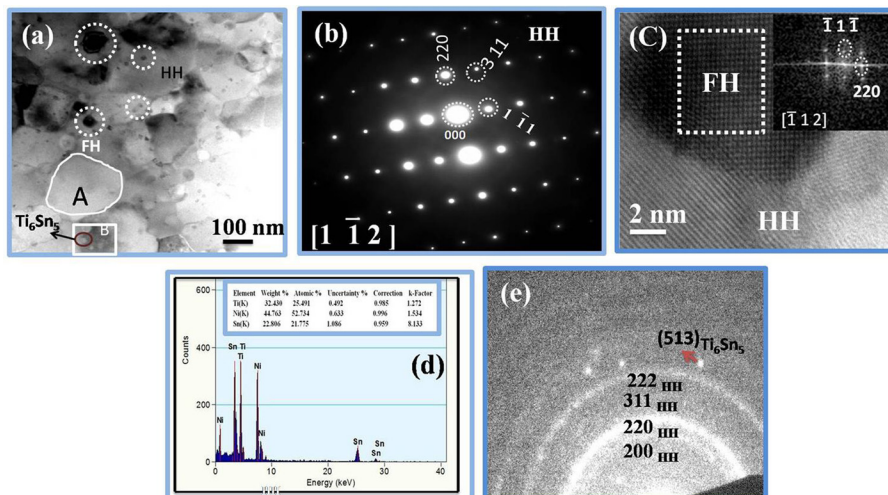 (a)
HH
FH
A
Ti6Sn5
B
100 nm
(b)
HH
220
3 11
000
1 1̄1
[1 1̄ 2]
(C)
FH
1̄ 1 1̄
220
[1̄ 1 2]
HH
2 nm
(d)
Element Weight % Atomic % Uncertainty % Correction k-Factor
Ti(K) 32.430 25.491 0.492 0.985 1.272
Ni(K) 44.763 52.734 0.633 0.996 1.534
Sn(K) 22.806 21.775 1.086 0.959 8.133
600
400
200
0
Counts
Sn Ti
Ti
Ni
Ni
Ni
Sn
Sn
Sn
0 10 20 30 40
Energy (keV)
(e)
(513)Ti6Sn5
222 HH
311 HH
220 HH
200 HH